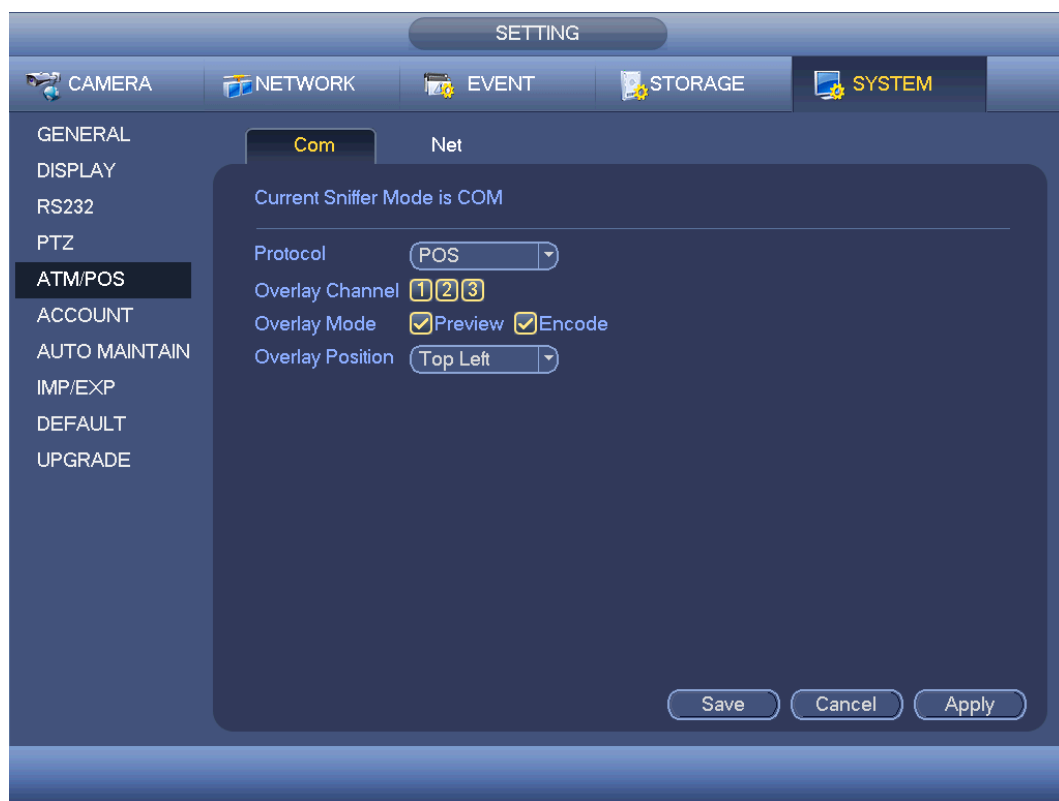 SETTING
CAMERA NETWORK EVENT STORAGE SYSTEM
GENERAL
DISPLAY
RS232
PTZ
ATM/POS
ACCOUNT
AUTO MAINTAIN
IMP/EXP
DEFAULT
UPGRADE
Com Net
Current Sniffer Mode is COM
Protocol POS
Overlay Channel 1 2 3
Overlay Mode Preview Encode
Overlay Position Top Left
Save Cancel Apply